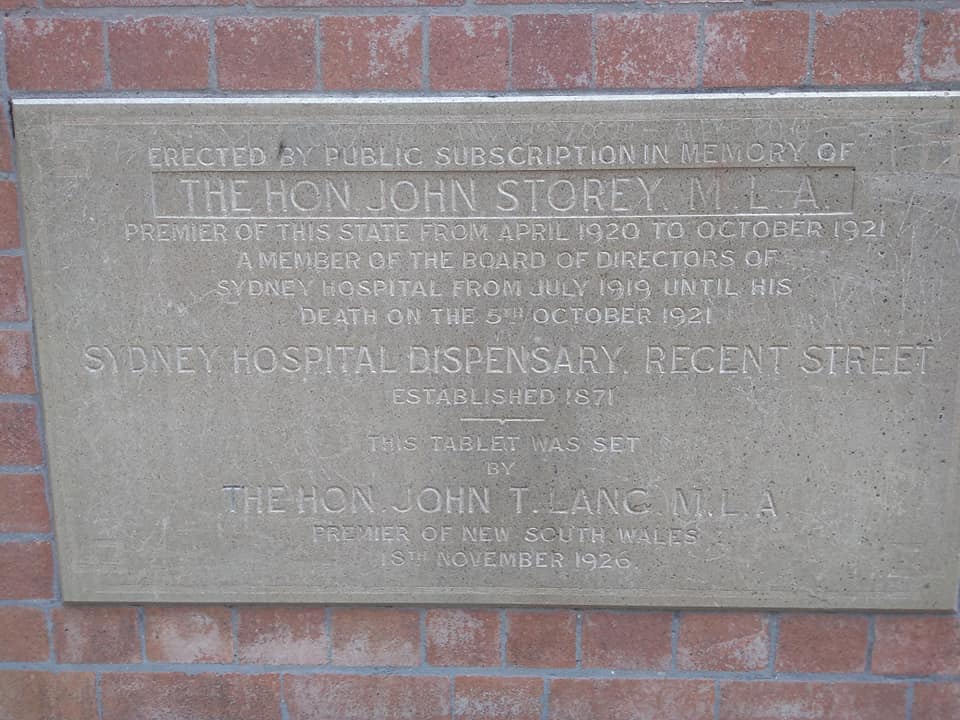 ERECTED BY PUBLIC SUBSCRIPTION IN MEMORY OF
THE HON. JOHN STOREY. M.L.A.
PREMIER OF THIS STATE FROM APRIL 1920 TO OCTOBER 1921
A MEMBER OF THE BOARD OF DIRECTORS OF
SYDNEY HOSPITAL FROM JULY 1919 UNTIL HIS
DEATH ON THE 5TH OCTOBER 1921
SYDNEY HOSPITAL DISPENSARY. REGENT STREET
ESTABLISHED 1871
THIS TABLET WAS SET
BY
THE HON. JOHN T. LANG M.L.A
PREMIER OF NEW SOUTH WALES
18TH NOVEMBER 1926.